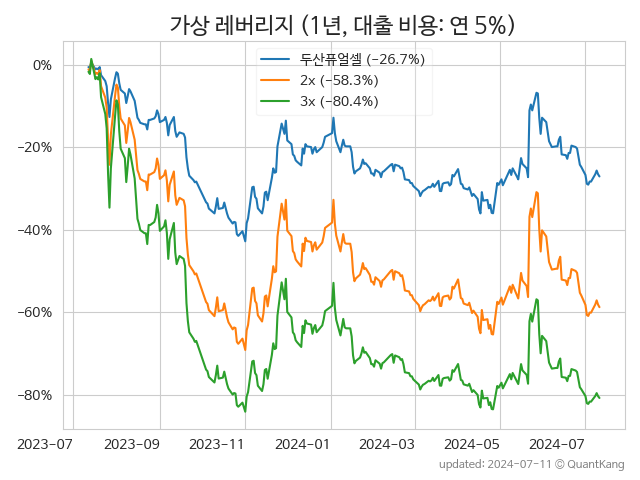 가상 레버리지 (1년, 대출 비용: 연 5%)
두산퓨얼셀 (−26.7%)
2x (−58.3%)
3x (−80.4%)
0%
−20%
−40%
−60%
−80%
2023-07 2023-09 2023-11 2024-01 2024-03 2024-05 2024-07
updated: 2024-07-11 © QuantKang